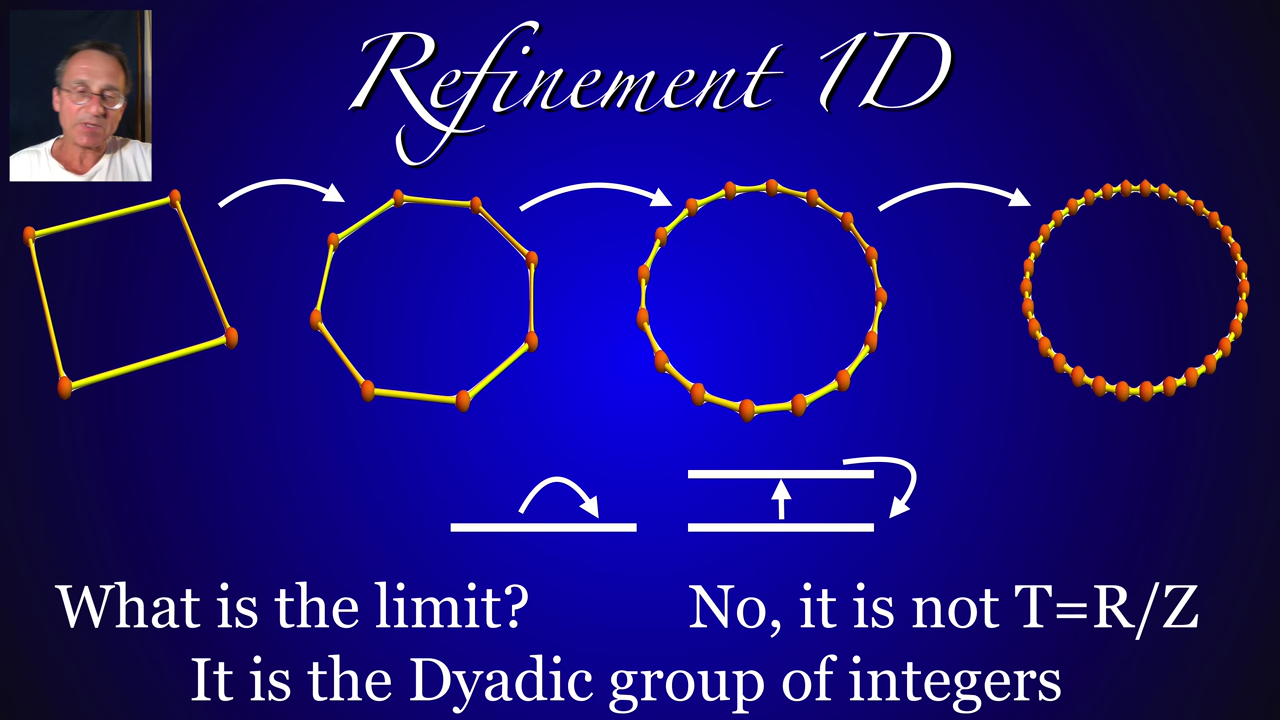 Refinement 1D
What is the limit?
No, it is not T=R/Z
It is the Dyadic group of integers